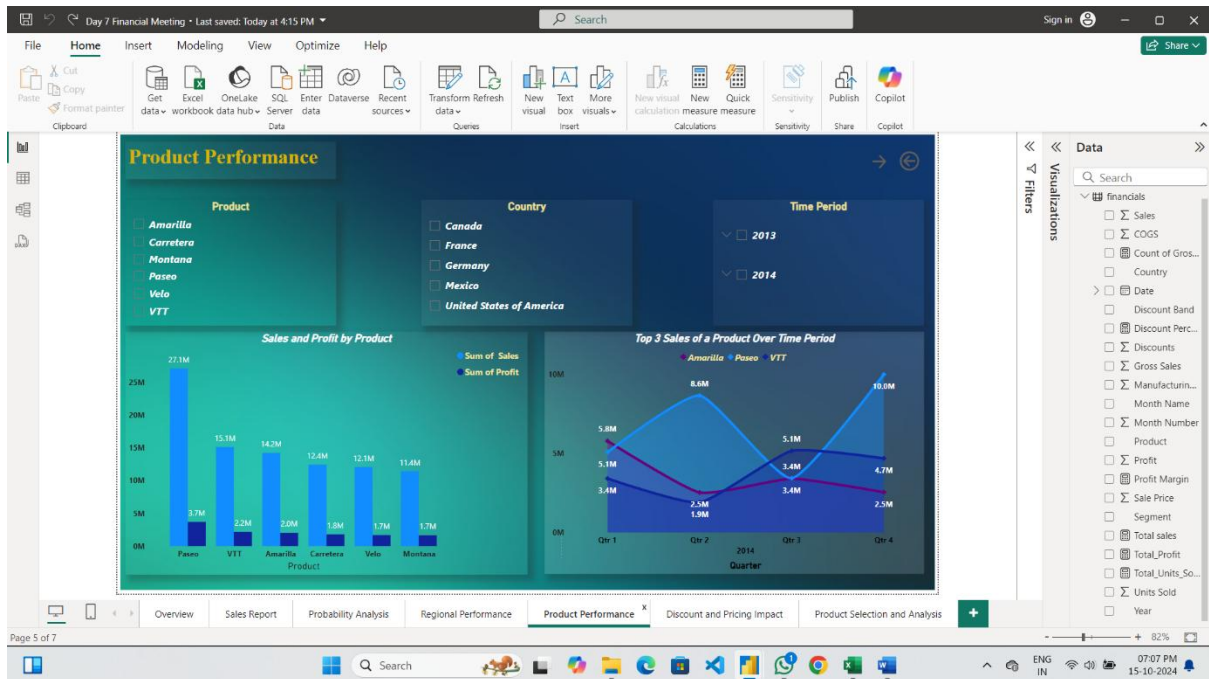 Day 7 Financial Meeting • Last saved: Today at 4:15 PM
Search
Sign in
File Home Insert Modeling View Optimize Help
Share
Paste
Cut
Copy
Format painter
Clipboard
Get data
Excel workbook
OneLake data hub
SQL Server
Enter data
Dataverse
Recent sources
Data
Transform data
Refresh
Queries
New visual
Text box
More visuals
Insert
New visual calculation
New measure
Quick measure
Calculations
Sensitivity
Sensitivity
Publish
Share
Copilot
Copilot
Product Performance
Product
Amarilla
Carretera
Montana
Paseo
Velo
VTT
Country
Canada
France
Germany
Mexico
United States of America
Time Period
2013
2014
Sales and Profit by Product
Sum of Sales
Sum of Profit
27.1M
25M
20M
15.1M
14.2M
12.4M
12.1M
11.4M
15M
10M
5M
3.7M
2.2M
2.0M
1.8M
1.7M
1.7M
0M
Paseo VTT Amarilla Carretera Velo Montana
Product
Top 3 Sales of a Product Over Time Period
Amarilla Paseo VTT
10M
8.6M
10.0M
5.8M
5.1M
5M
5.1M
3.4M
4.7M
3.4M
3.4M
2.5M
2.5M
1.9M
0M
Qtr 1 Qtr 2 Qtr 3 Qtr 4
2014
Quarter
Filters
Visualizations
Data
Search
financials
Sales
COGS
Count of Gros...
Country
Date
Discount Band
Discount Perc...
Discounts
Gross Sales
Manufacturin...
Month Name
Month Number
Product
Profit
Profit Margin
Sale Price
Segment
Total sales
Total_Profit
Total_Units_So...
Units Sold
Year
Overview Sales Report Probability Analysis Regional Performance Product Performance x Discount and Pricing Impact Product Selection and Analysis +
Page 5 of 7
- + 82%
Search
ENG
IN
07:07 PM
15-10-2024